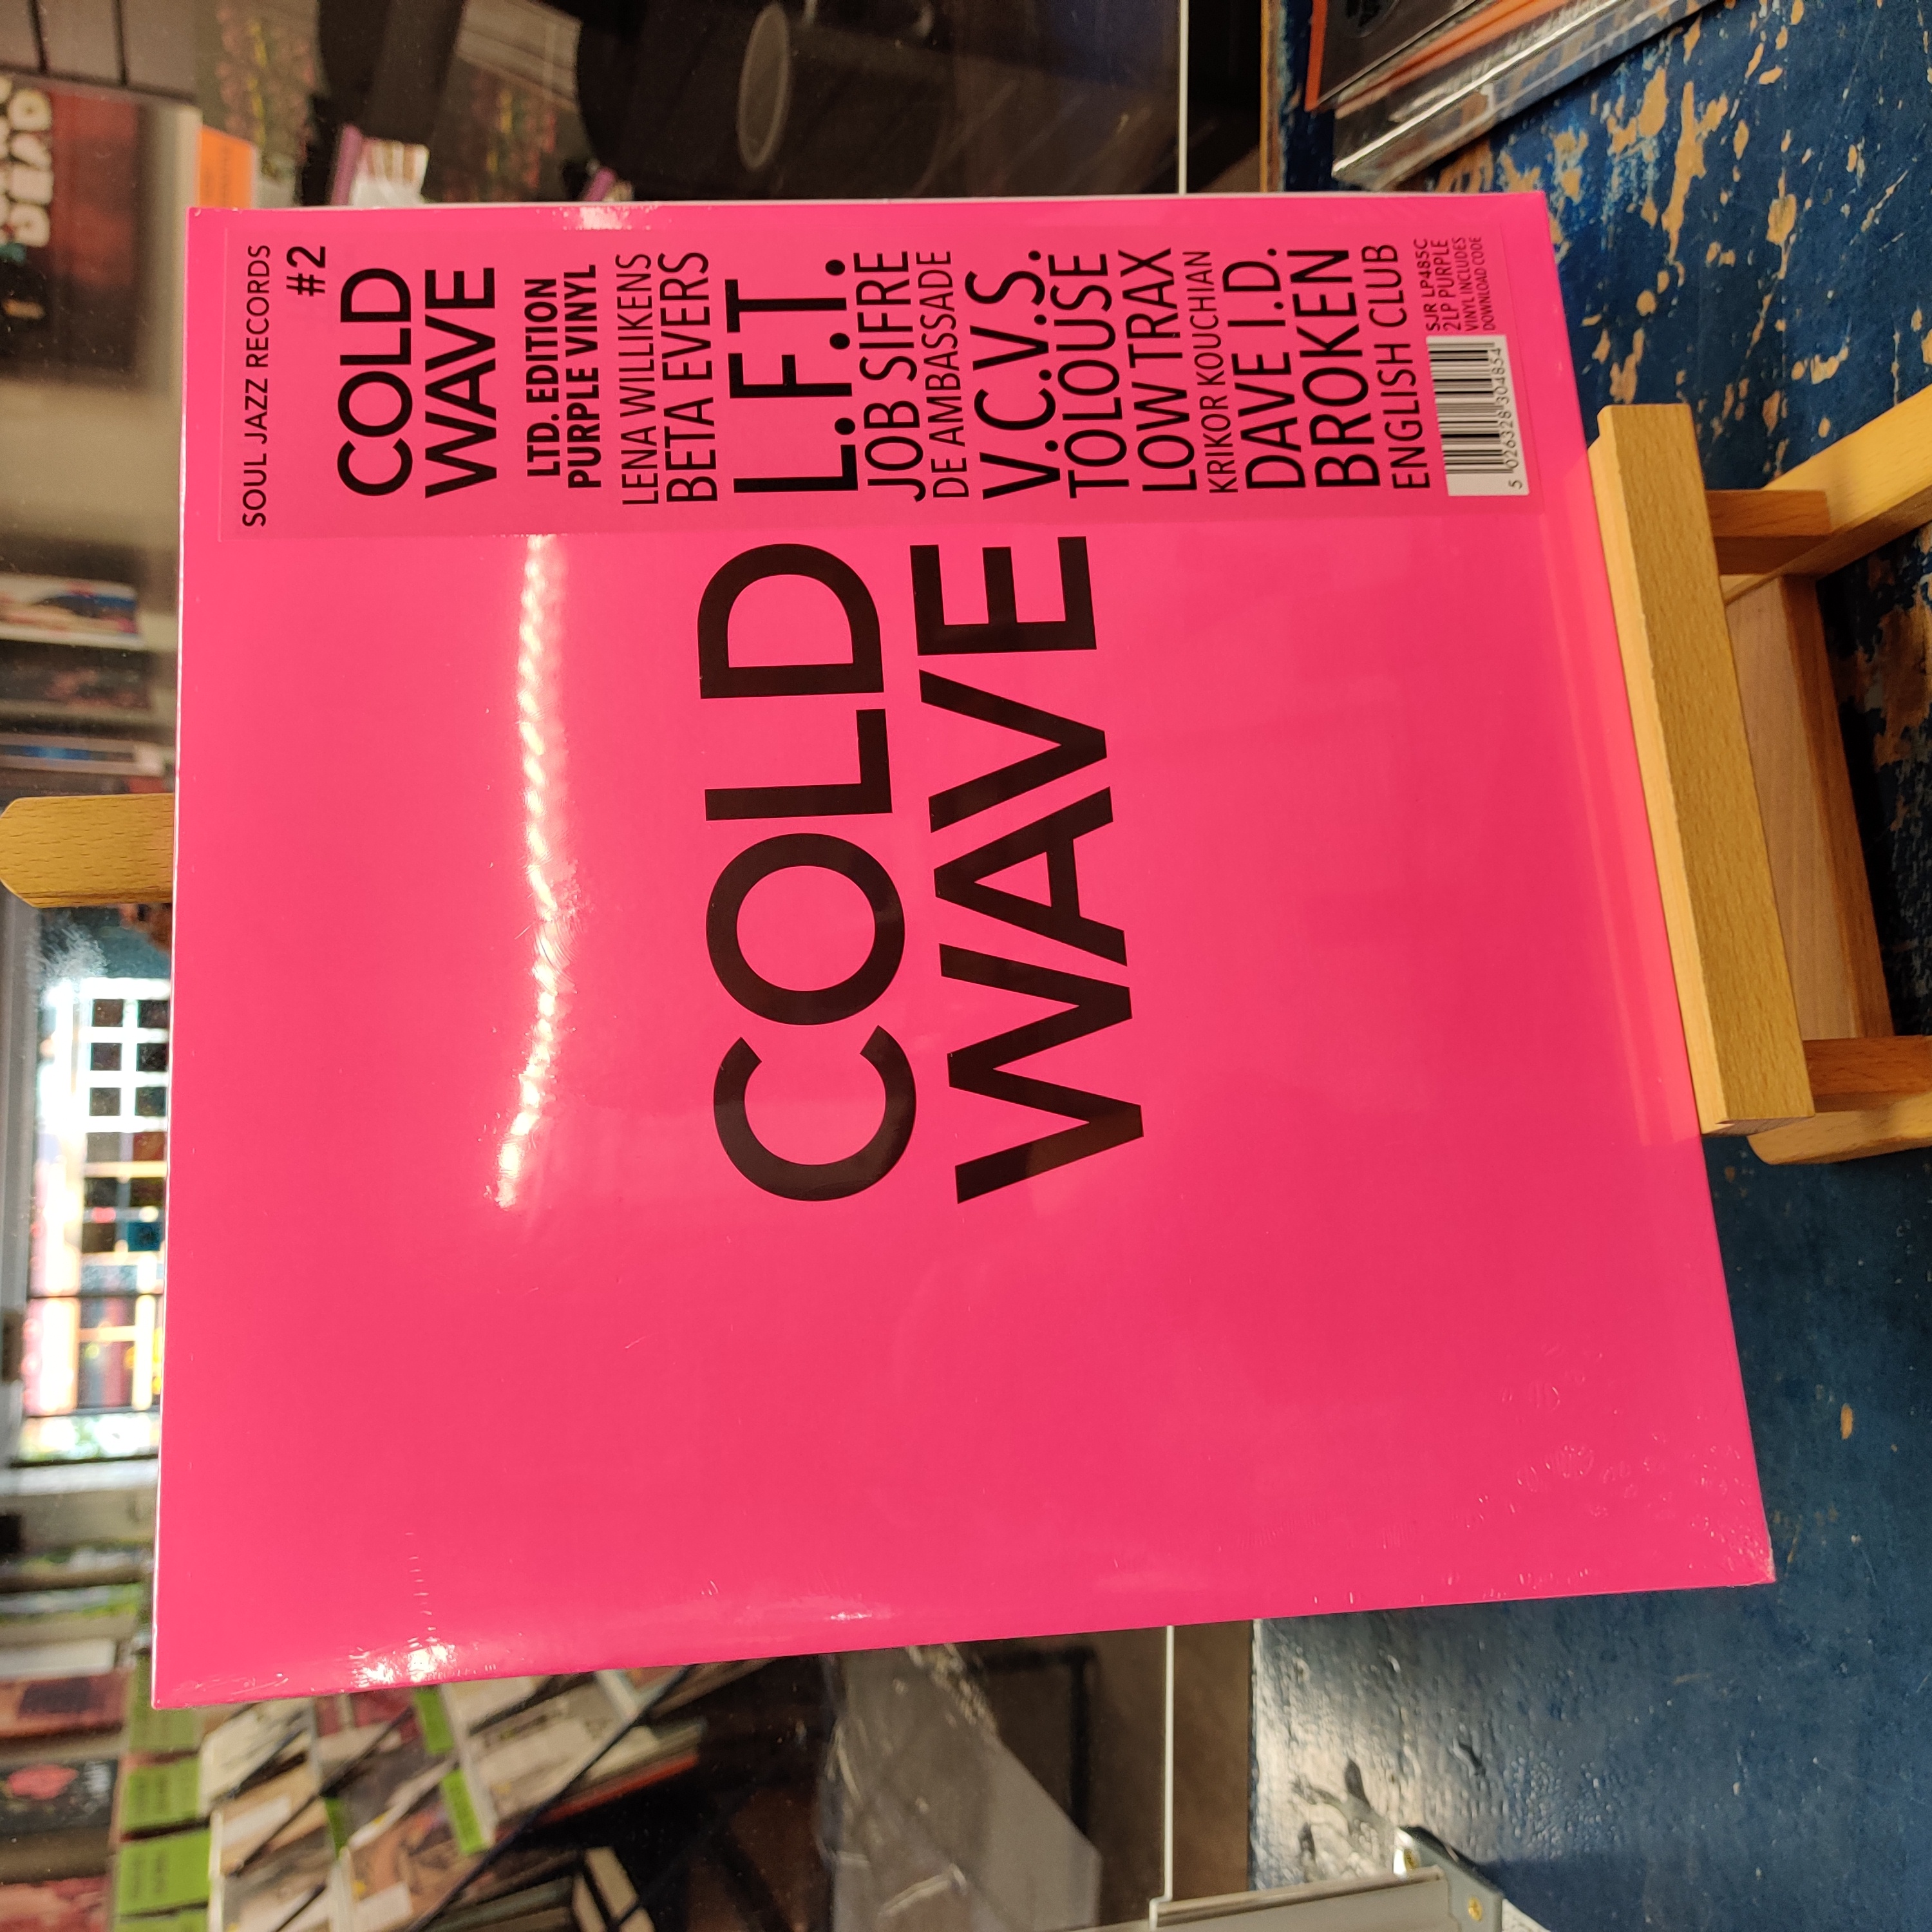 SOUL JAZZ RECORDS
#2
COLD
WAVE
LTD. EDITION
PURPLE VINYL
LENA WILLIKENS
BETA EVERS
L.F.T.
JOB SIFRE
DE AMBASSADE
V.C.V.S.
TOLOUSE
LOW TRAX
KRIKOR KOUCHIAN
DAVE I.D.
BROKEN
ENGLISH CLUB
SJR LP485C
2LP PURPLE
VINYL INCLUDES
DOWNLOAD CODE
5 026328 304854
COLD
WAVE
DEAD